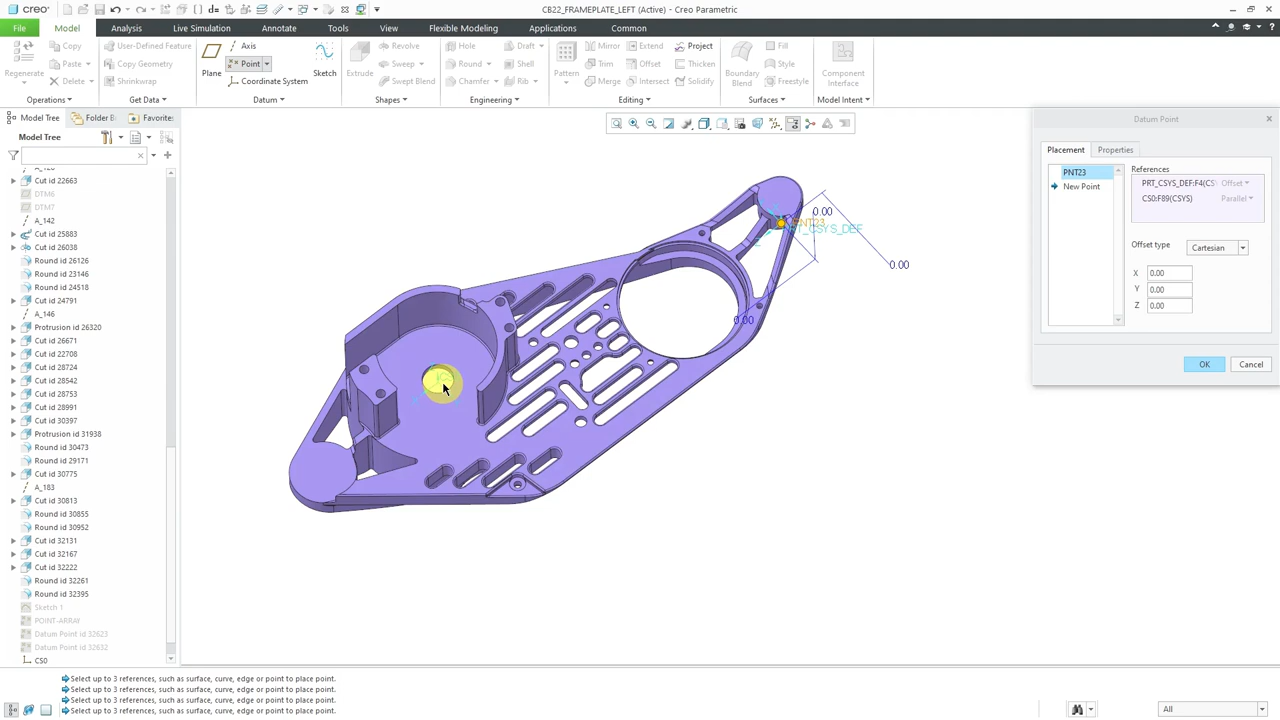 creo
CB22_FRAMEPLATE_LEFT (Active) - Creo Parametric
File Model Analysis Live Simulation Annotate Tools View Flexible Modeling Applications Common
Copy User-Defined Feature Axis Revolve Hole Draft Mirror Extend Project Fill
Regenerate Paste Copy Geometry Plane Point Sketch Extrude Sweep Round Shell Pattern Trim Offset Thicken Boundary Blend Style Component Interface
Delete Shrinkwrap Coordinate System Swept Blend Chamfer Rib Merge Intersect Solidify Freestyle
Operations Get Data Datum Shapes Engineering Editing Surfaces Model Intent
Model Tree Folder B Favorite
Model Tree
Cut id 22663
DTM6
DTM7
A_142
Cut id 25883
Cut id 26038
Round id 26126
Round id 23146
Round id 24518
Cut id 24791
A_146
Protrusion id 26320
Cut id 26671
Cut id 22708
Cut id 28724
Cut id 28542
Cut id 28753
Cut id 28991
Cut id 30397
Protrusion id 31938
Round id 30473
Round id 29171
Cut id 30775
A_183
Cut id 30813
Round id 30855
Round id 30952
Cut id 32131
Cut id 32167
Cut id 32222
Round id 32261
Round id 32395
Sketch 1
POINT-ARRAY
Datum Point id 32623
Datum Point id 32632
CS0
0.00
PNT23
PRT_CSYS_DEF
0.00
0.00
Datum Point
Placement Properties
PNT23
New Point
References
PRT_CSYS_DEF:F4(CS Offset
CS0:F89(CSYS) Parallel
Offset type Cartesian
X 0.00
Y 0.00
Z 0.00
OK Cancel
Select up to 3 references, such as surface, curve, edge or point to place point.
Select up to 3 references, such as surface, curve, edge or point to place point.
Select up to 3 references, such as surface, curve, edge or point to place point.
Select up to 3 references, such as surface, curve, edge or point to place point.
All